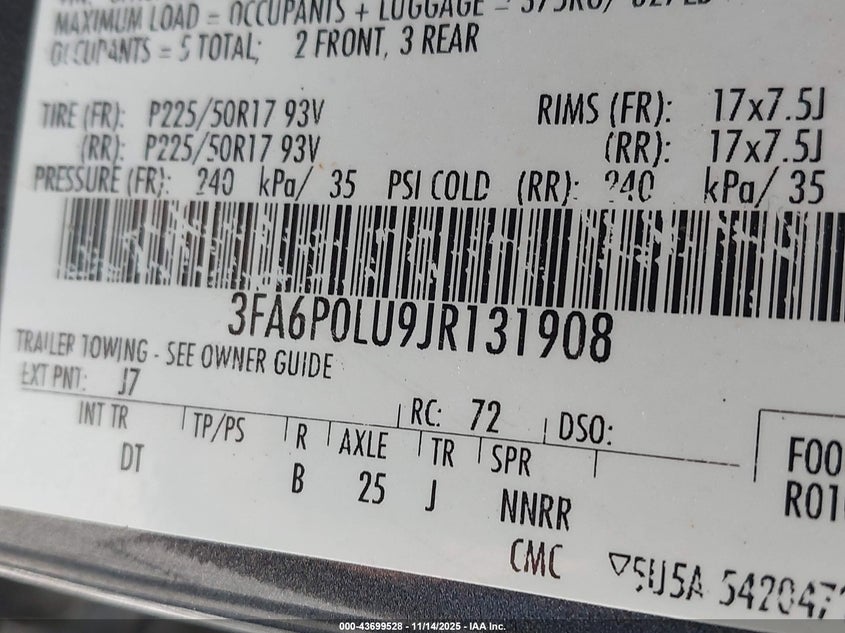 MAXIMUM LOAD = OCCUPANTS + LUGGAGE =
OCCUPANTS = 5 TOTAL; 2 FRONT, 3 REAR
TIRE (FR): P225/50R17 93V RIMS (FR): 17x7.5J
(RR): P225/50R17 93V (RR): 17x7.5J
PRESSURE (FR): 240 kPa/ 35 PSI COLD (RR): 240 kPa/ 35
3FA6P0LU9JR131908
TRAILER TOWING - SEE OWNER GUIDE
EXT PNT: J7 RC: 72 DSO:
INT TR TP/PS R AXLE TR SPR
DT B 25 J NNRR
CMC
F00
R01
▽5U5A 542047
000-43699528 - 11/14/2025 - IAA Inc.